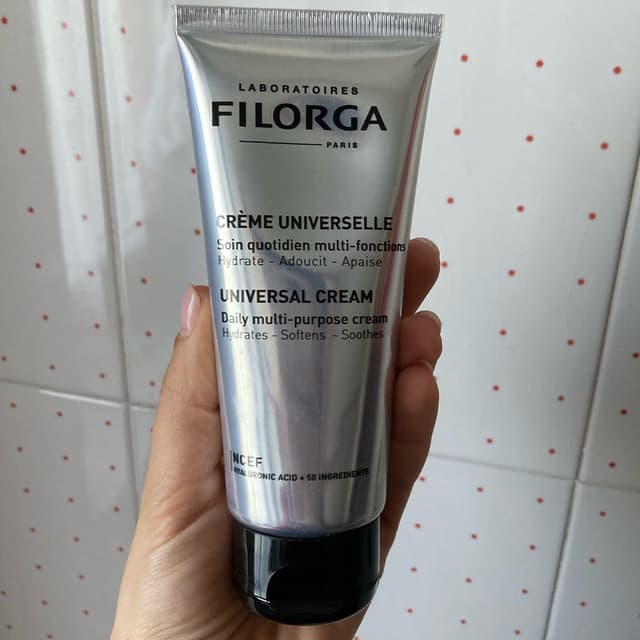 LABORATOIRES
FILORGA
PARIS
CRÈME UNIVERSELLE
Soin quotidien multi-fonctions
Hydrate - Adoucit - Apaise
UNIVERSAL CREAM
Daily multi-purpose cream
Hydrates - Softens - Soothes
NCEF
HYALURONIC ACID + 50 INGREDIENTS